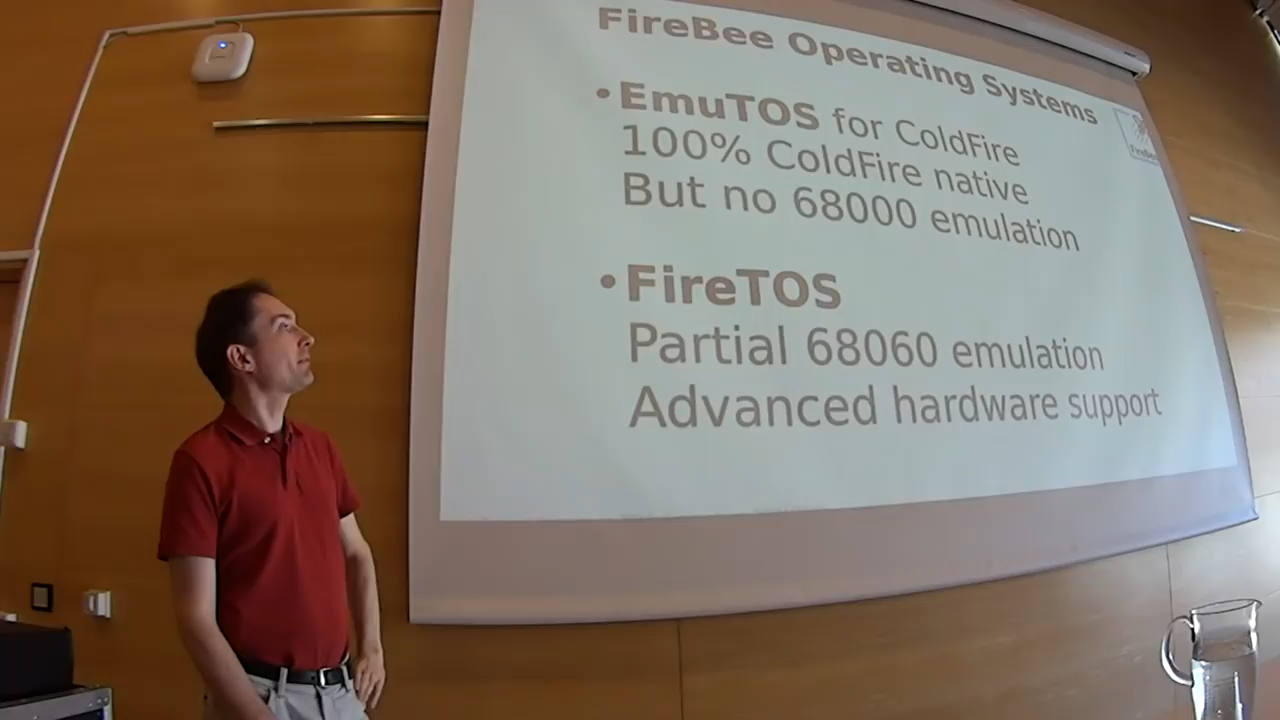 FireBee Operating Systems
•EmuTOS for ColdFire
100% ColdFire native
But no 68000 emulation
FireBee
•FireTOS
Partial 68060 emulation
Advanced hardware support